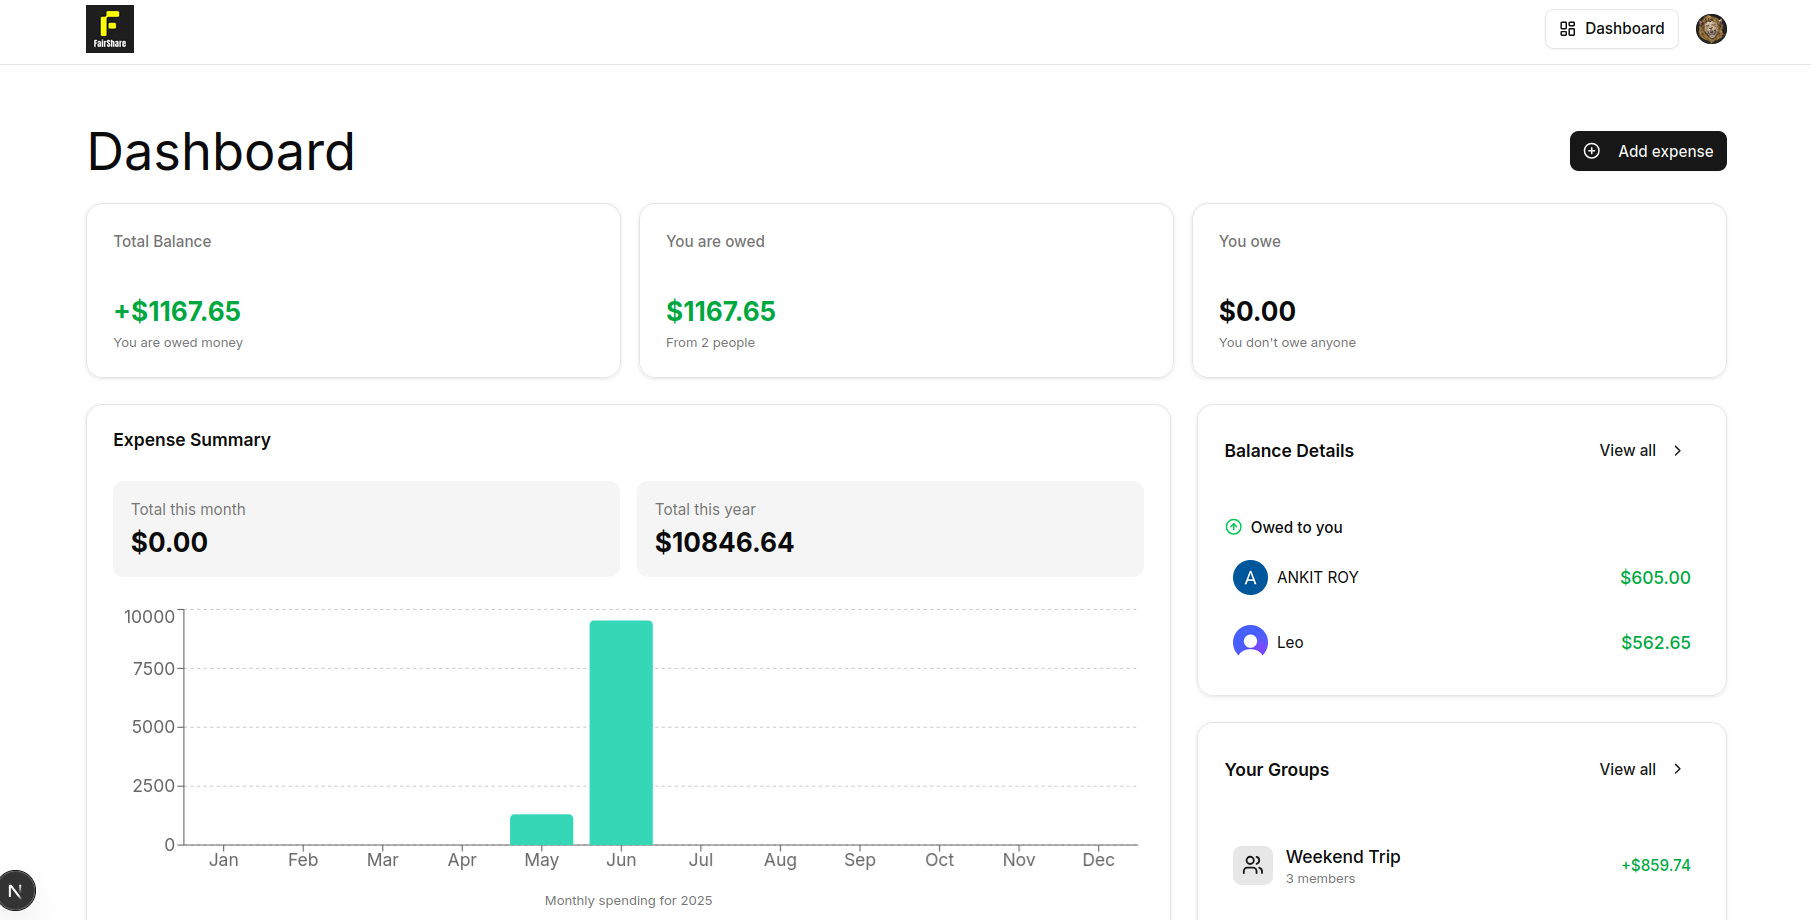 F
FairShare
Dashboard
Dashboard
Add expense
Total Balance
+$1167.65
You are owed money
You are owed
$1167.65
From 2 people
You owe
$0.00
You don't owe anyone
Expense Summary
Total this month
$0.00
Total this year
$10846.64
10000
7500
5000
2500
0
Jan Feb Mar Apr May Jun Jul Aug Sep Oct Nov Dec
Monthly spending for 2025
Balance Details
View all
Owed to you
A ANKIT ROY $605.00
Leo $562.65
Your Groups
View all
Weekend Trip
3 members
+$859.74
N